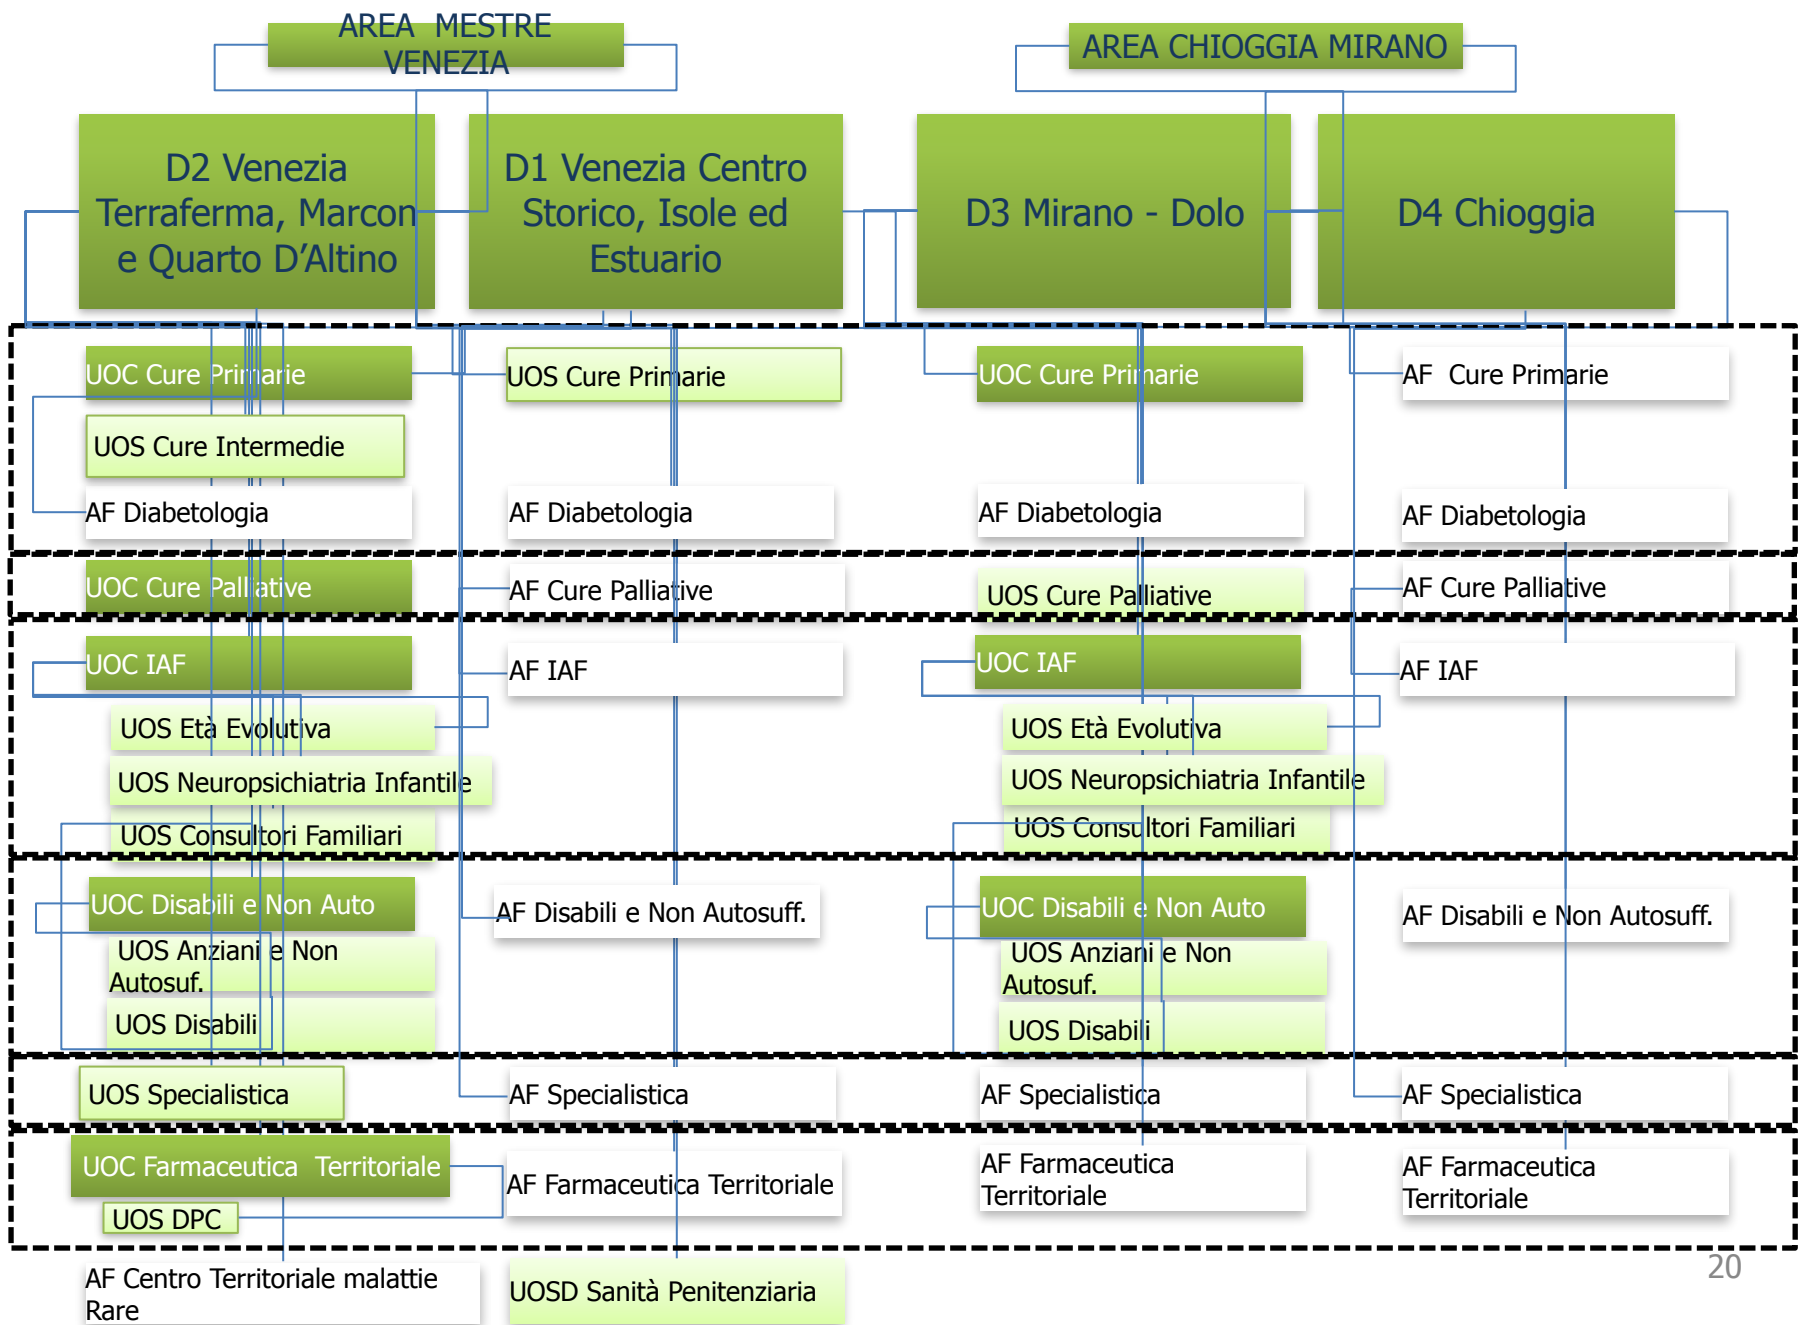 AREA MESTRE
VENEZIA
AREA CHIOGGIA MIRANO
D2 Venezia
Terraferma, Marcon
e Quarto D'Altino
D1 Venezia Centro
Storico, Isole ed
Estuario
D3 Mirano - Dolo
D4 Chioggia
UOC Cure Primarie
UOS Cure Primarie
UOC Cure Primarie
AF Cure Primarie
UOS Cure Intermedie
AF Diabetologia
AF Diabetologia
AF Diabetologia
AF Diabetologia
UOC Cure Palliative
AF Cure Palliative
UOS Cure Palliative
AF Cure Palliative
UOC IAF
AF IAF
UOC IAF
AF IAF
UOS Età Evolutiva
UOS Età Evolutiva
UOS Neuropsichiatria Infantile
UOS Neuropsichiatria Infantile
UOS Consultori Familiari
UOS Consultori Familiari
UOC Disabili e Non Auto
AF Disabili e Non Autosuff.
UOC Disabili e Non Auto
AF Disabili e Non Autosuff.
UOS Anziani e Non
Autosuf.
UOS Anziani e Non
Autosuf.
UOS Disabili
UOS Disabili
UOS Specialistica
AF Specialistica
AF Specialistica
AF Specialistica
UOC Farmaceutica Territoriale
AF Farmaceutica Territoriale
AF Farmaceutica
Territoriale
AF Farmaceutica
Territoriale
UOS DPC
AF Centro Territoriale malattie
Rare
UOSD Sanità Penitenziaria
20